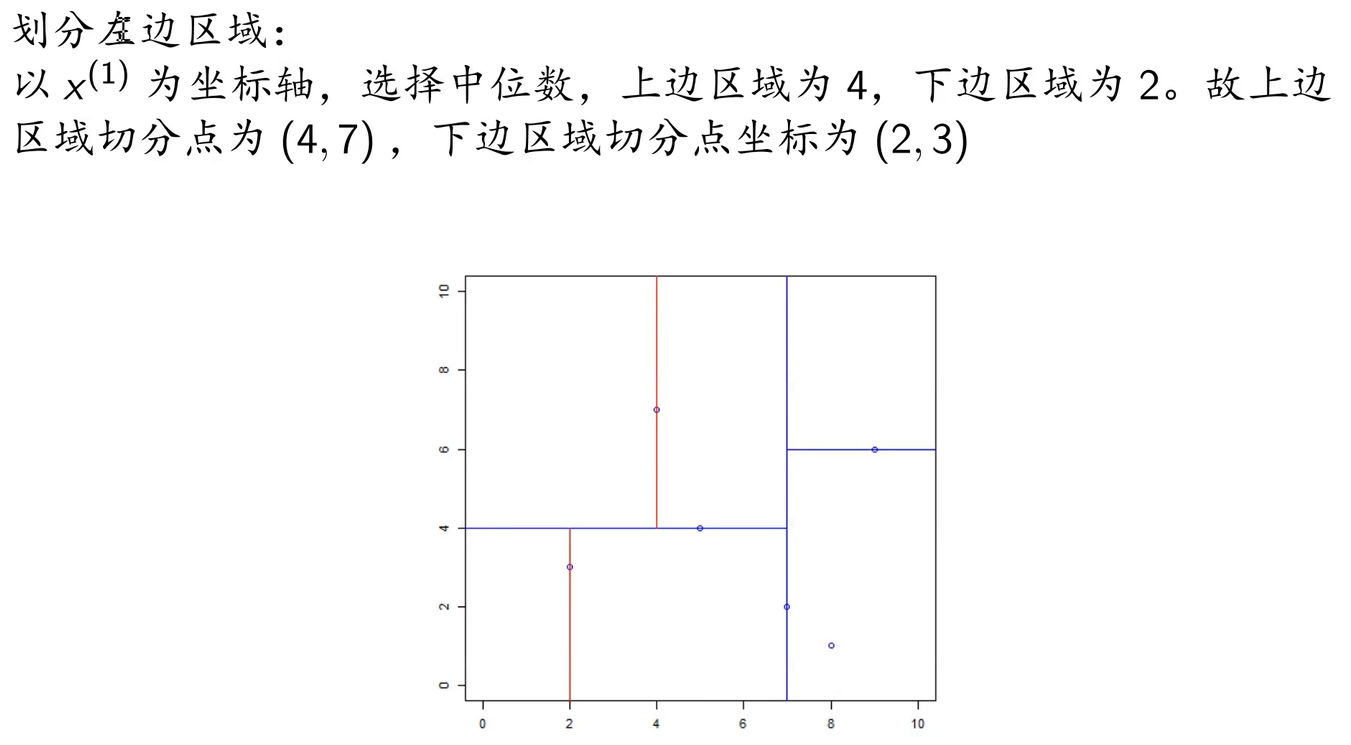 划分左边区域:
以 x(1) 为坐标轴，选择中位数，上边区域为 4，下边区域为 2。故上边
区域切分点为 (4, 7) ，下边区域切分点坐标为 (2, 3)
10
8
6
4
2
0
0 2 4 6 8 10